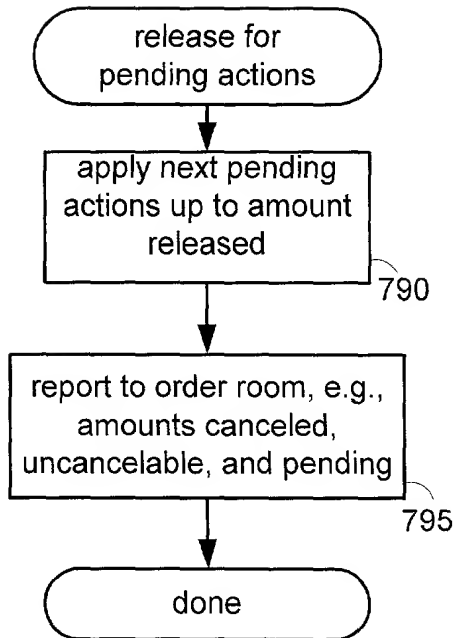 release for
pending actions
apply next pending
actions up to amount
released
790
report to order room, e.g.,
amounts canceled,
uncancelable, and pending
795
done